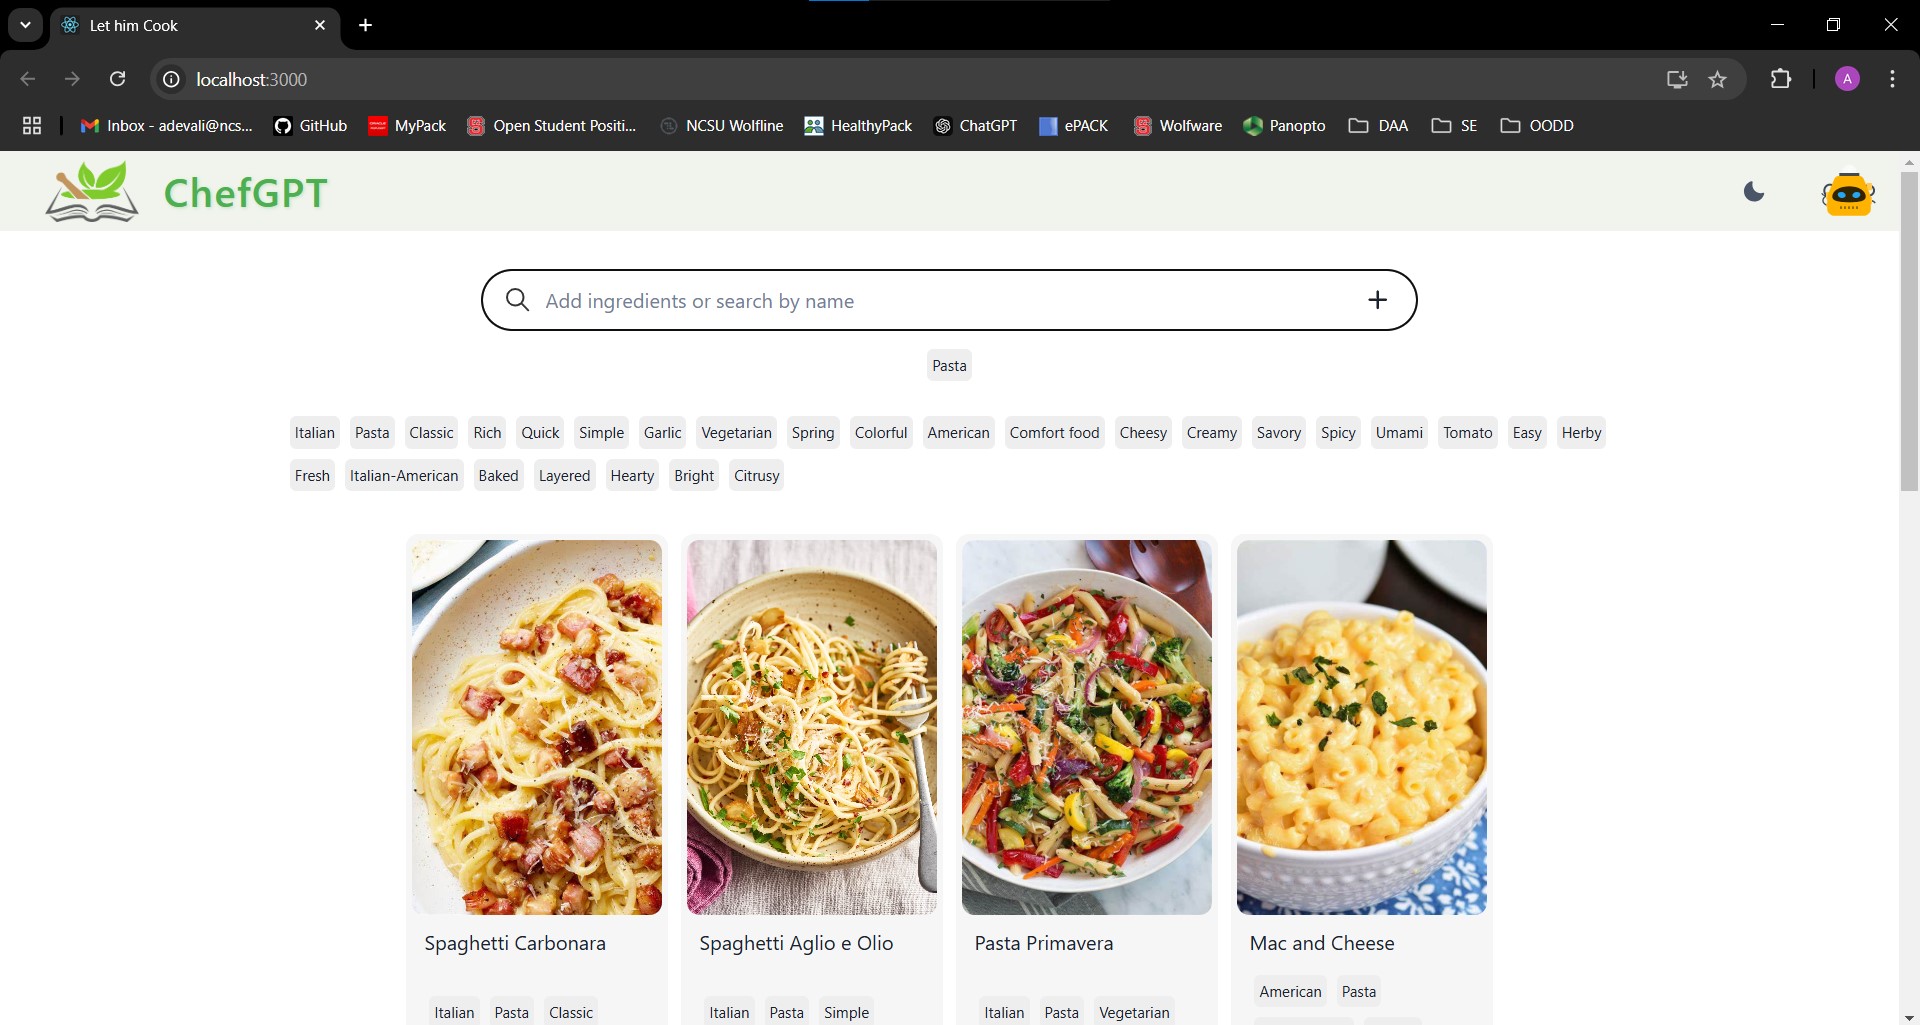 Let him Cook
localhost:3000
Inbox - adevali@ncs... GitHub MyPack Open Student Positi... NCSU Wolfline HealthyPack ChatGPT ePACK Wolfware Panopto DAA SE OODD
A
ChefGPT
Add ingredients or search by name
Pasta
Italian Pasta Classic Rich Quick Simple Garlic Vegetarian Spring Colorful American Comfort food Cheesy Creamy Savory Spicy Umami Tomato Easy Herby
Fresh Italian-American Baked Layered Hearty Bright Citrusy
Spaghetti Carbonara Spaghetti Aglio e Olio Pasta Primavera Mac and Cheese
American Pasta
Italian Pasta Classic Italian Pasta Simple Italian Pasta Vegetarian